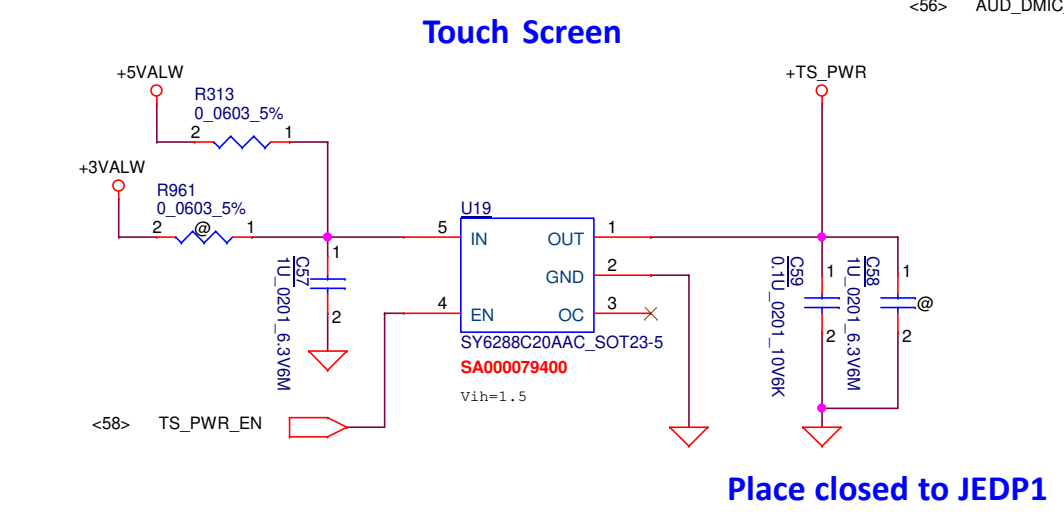 <56> AUD_DMIC_
Touch Screen
+5VALW
+TS_PWR
R313
0_0603_5%
2
1
+3VALW
R961
0_0603_5%
2
@
1
U19
5
IN
OUT
1
GND
2
4
EN
OC
3
SY6288C20AAC_SOT23-5
SA000079400
Vih=1.5
C57
1U_0201_6.3V6M
1
2
C59
0.1U_0201_10V6K
1
2
C58
1U_0201_6.3V6M
1
@
2
<58> TS_PWR_EN
Place closed to JEDP1